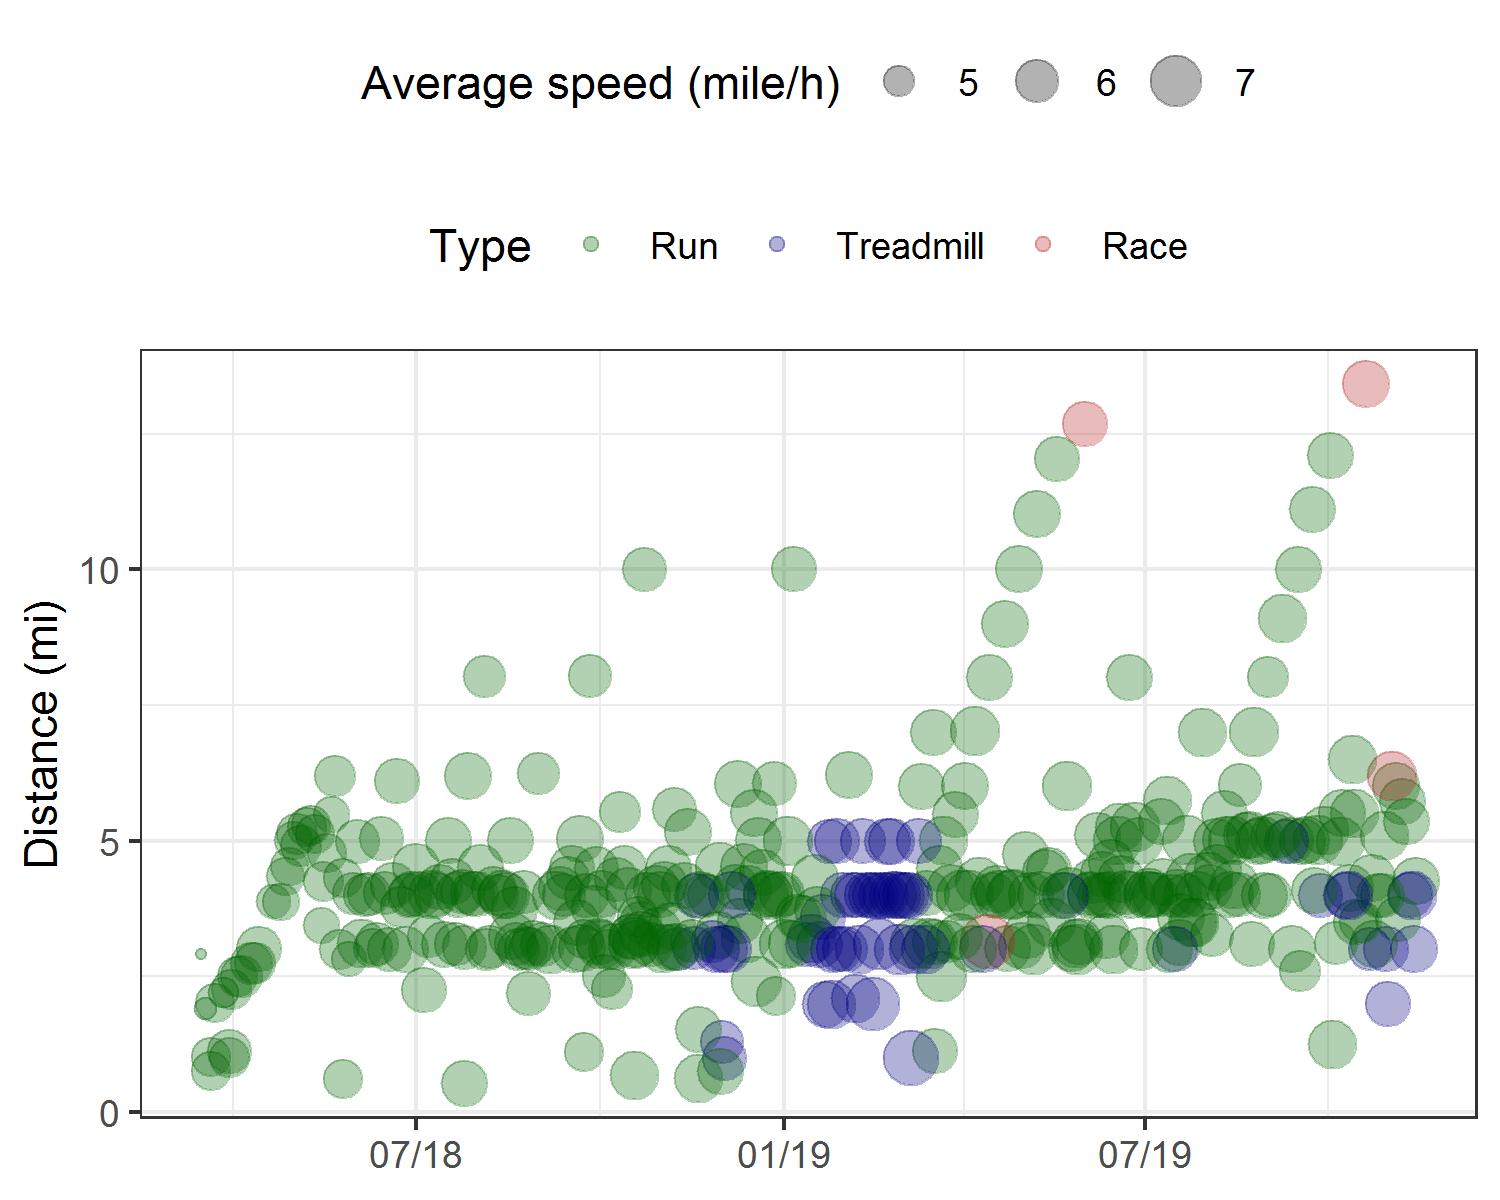 Average speed (mile/h) 5 6 7
Type Run Treadmill Race
Distance (mi)
10
5
0
07/18 01/19 07/19